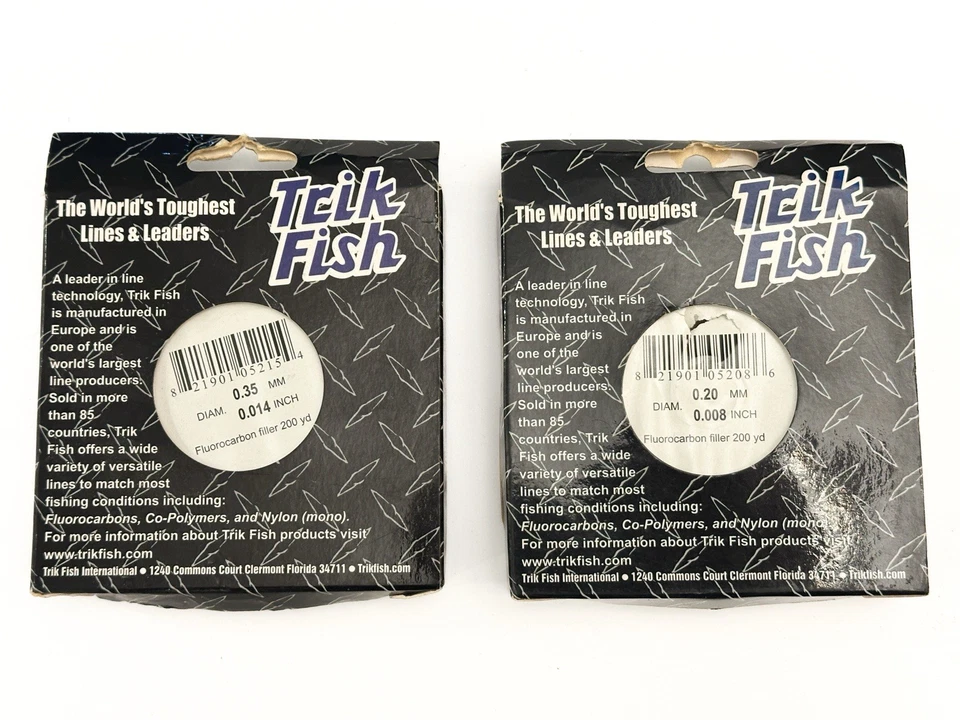 The World's Toughest
Lines & Leaders
Trik
Fish
A leader in line
technology, Trik Fish
is manufactured in
Europe and is
one of the
world's largest
line producers.
Sold in more
than 85
countries, Trik
Fish offers a wide
variety of versatile
lines to match most
fishing conditions including:
Fluorocarbons, Co-Polymers, and Nylon (mono).
For more information about Trik Fish products visit
www.trikfish.com
Trik Fish International ● 1240 Commons Court Clermont Florida 34711 ● Trikfish.com
8 21901 05215 4
0.35 MM
DIAM. 0.014 INCH
Fluorocarbon filler 200 yd
The World's Toughest
Lines & Leaders
Trik
Fish
A leader in line
technology, Trik Fish
is manufactured in
Europe and is
one of the
world's largest
line producers.
Sold in more
than 85
countries, Trik
Fish offers a wide
variety of versatile
lines to match most
fishing conditions including:
Fluorocarbons, Co-Polymers, and Nylon (mono).
For more information about Trik Fish products visit
www.trikfish.com
Trik Fish International ● 1240 Commons Court Clermont Florida 34711 ● Trikfish.com
8 21901 05208 6
0.20 MM
DIAM. 0.008 INCH
Fluorocarbon filler 200 yd